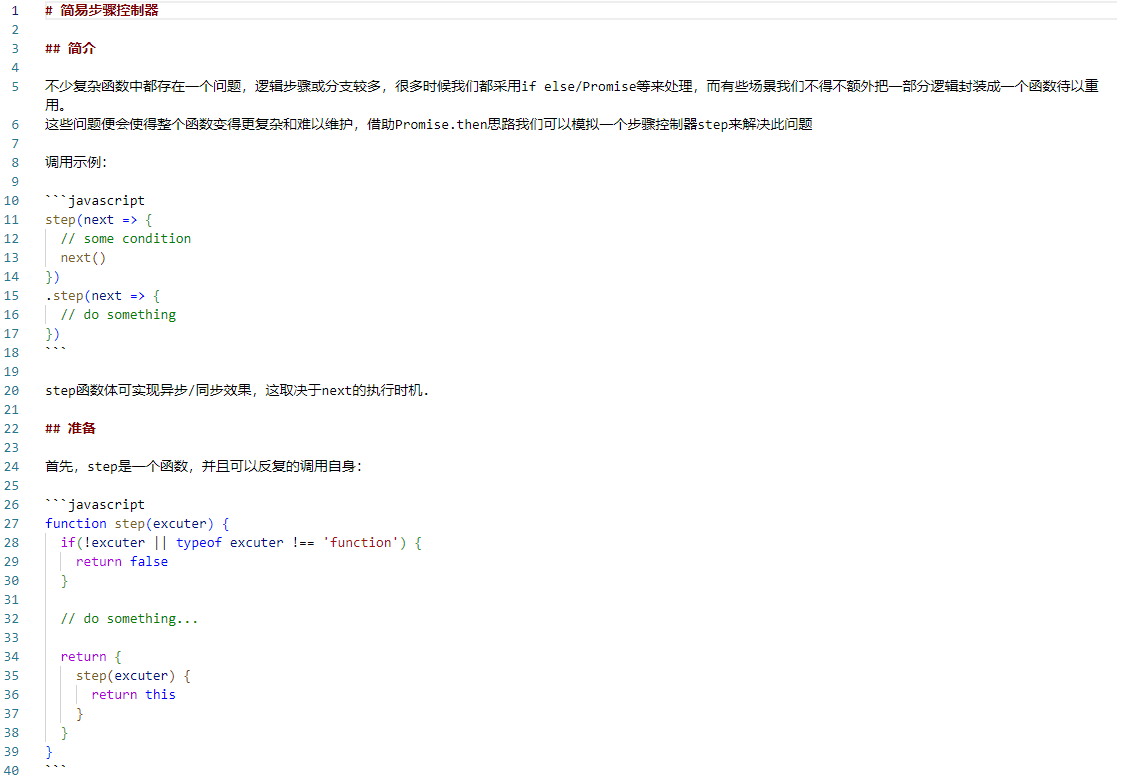 1 # 简易步骤控制器
2
3 ## 简介
4
5 不少复杂函数中都存在一个问题，逻辑步骤或分支较多，很多时候我们都采用if else/Promise等来处理，而有些场景我们不得不额外把一部分逻辑封装成一个函数待以重
用。
6 这些问题便会使得整个函数变得更复杂和难以维护，借助Promise.then思路我们可以模拟一个步骤控制器step来解决此问题
7
8 调用示例：
9
10 ```javascript
11 step(next => {
12   // some condition
13   next()
14 })
15 .step(next => {
16   // do something
17 })
18 ```
19
20 step函数体可实现异步/同步效果，这取决于next的执行时机.
21
22 ## 准备
23
24 首先，step是一个函数，并且可以反复的调用自身：
25
26 ```javascript
27 function step(excuter) {
28   if(!excuter || typeof excuter !== 'function') {
29     return false
30   }
31
32   // do something...
33
34   return {
35     step(excuter) {
36       return this
37     }
38   }
39 }
40 ```